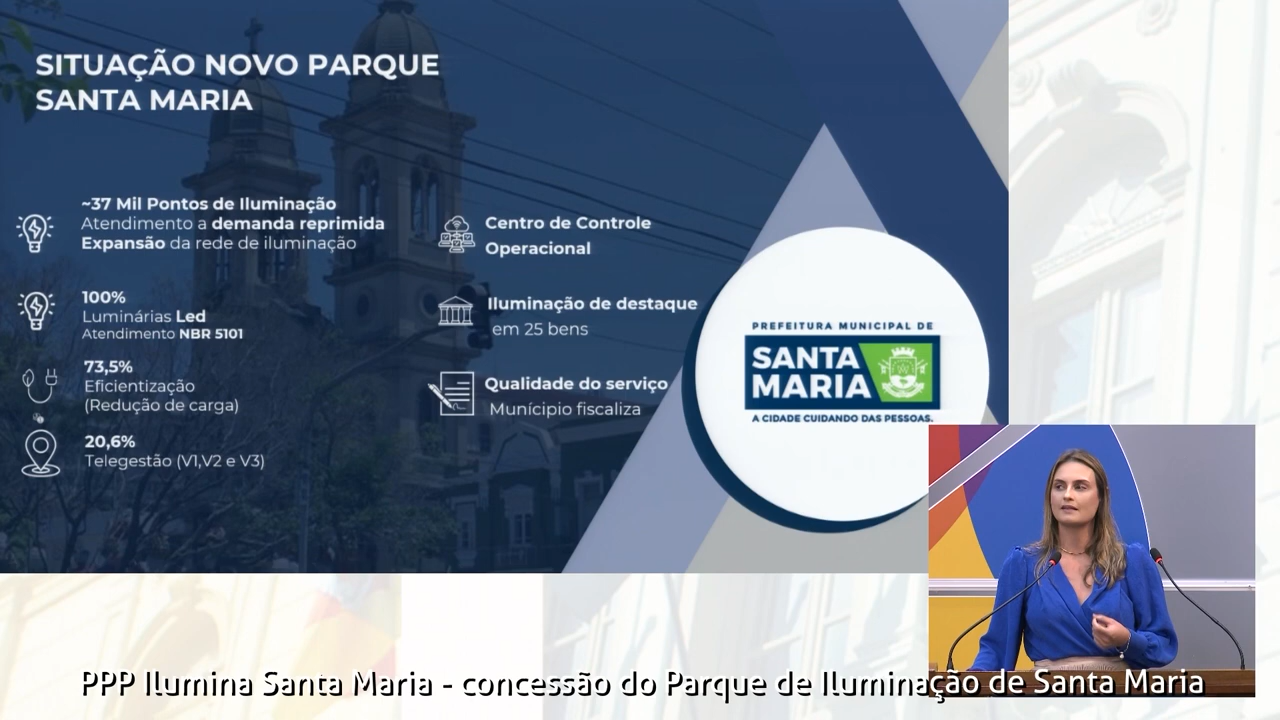 SITUAÇÃO NOVO PARQUE
SANTA MARIA
~37 Mil Pontos de Iluminação
Atendimento a demanda reprimida
Expansão da rede de iluminação
100%
Luminárias Led
Atendimento NBR 5101
73,5%
Eficientização
(Redução de carga)
20,6%
Telegestão (V1,V2 e V3)
Centro de Controle
Operacional
Iluminação de destaque
em 25 bens
Qualidade do serviço
Munícipio fiscaliza
PREFEITURA MUNICIPAL DE
SANTA
MARIA
A CIDADE CUIDANDO DAS PESSOAS.
PPP Ilumina Santa Maria - concessão do Parque de Iluminação de Santa Maria